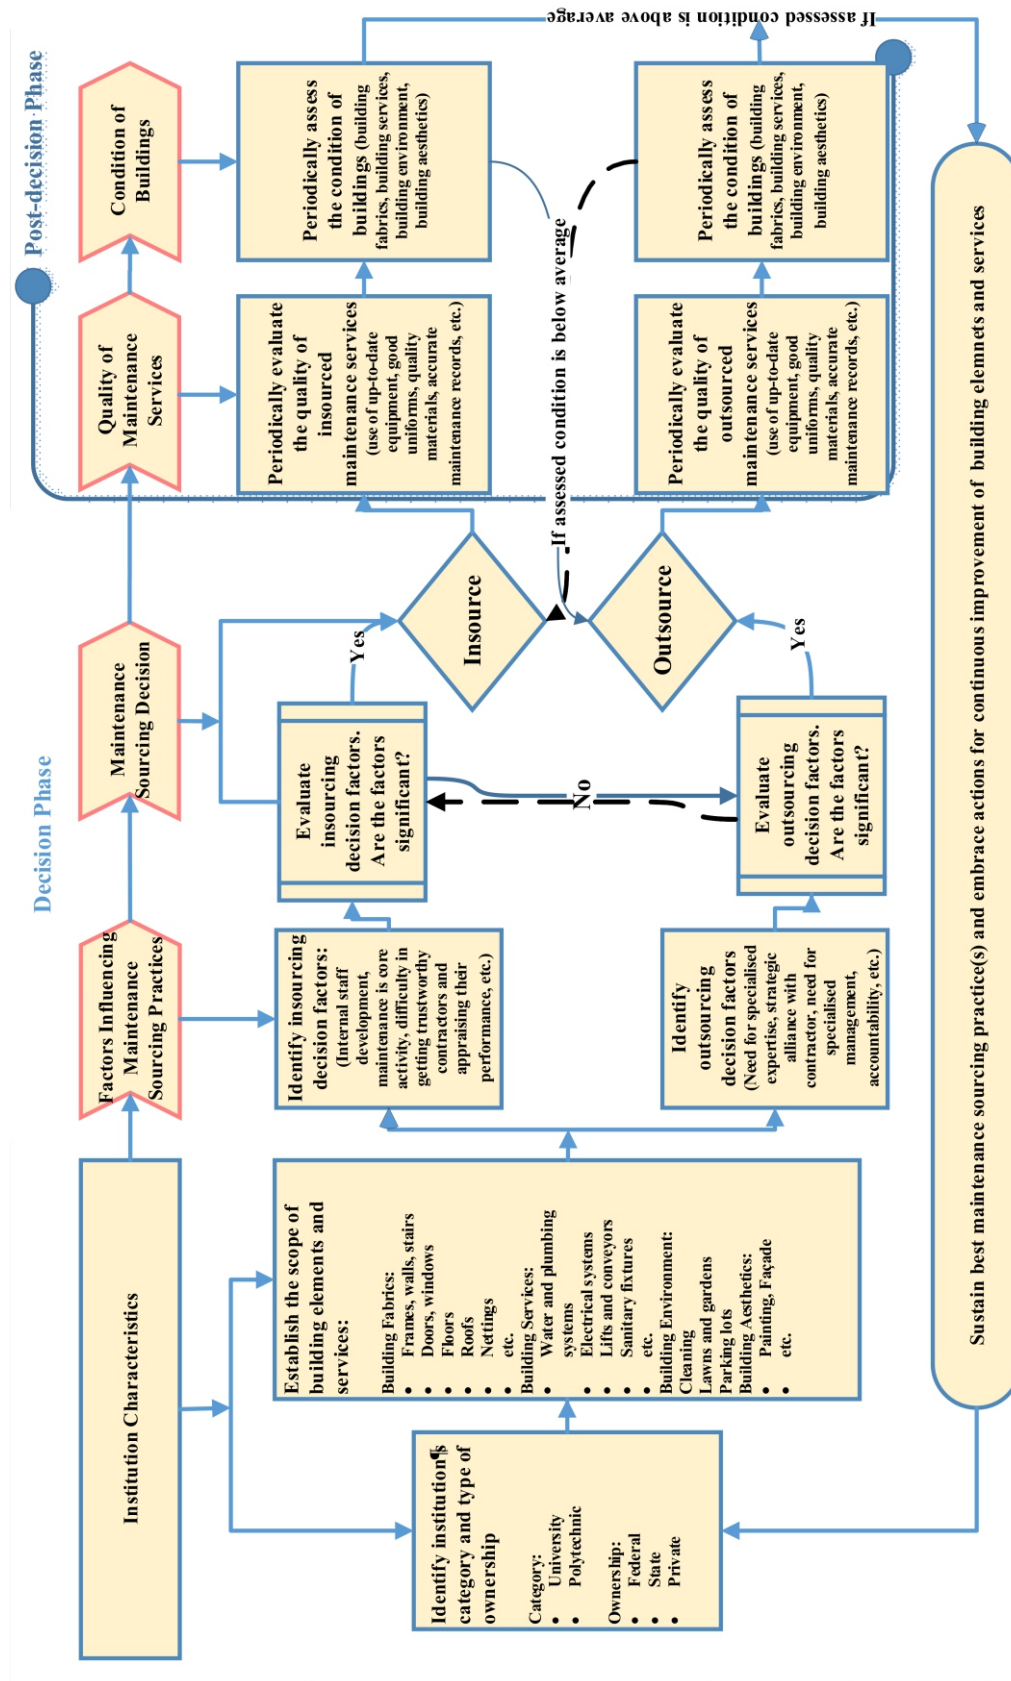 Decision Phase
Post-decision Phase
Institution Characteristics
Factors Influencing
Maintenance
Sourcing Practices
Maintenance
Sourcing Decision
Quality of
Maintenance
Services
Condition of
Buildings
Identify institution¶s
category and type of
ownership
Category:
• University
• Polytechnic
Ownership:
• Federal
• State
• Private
Establish the scope of
building elements and
services:
Building Fabrics:
• Frames, walls, stairs
• Doors, windows
• Floors
• Roofs
• Nettings
• etc.
Building Services:
• Water and plumbing
systems
• Electrical systems
• Lifts and conveyors
• Sanitary fixtures
• etc.
Building Environment:
Cleaning
Lawns and gardens
Parking lots
Building Aesthetics:
• Painting, Façade
• etc.
Identify insourcing
decision factors:
(Internal staff
development,
maintenance is core
activity, difficulty in
getting trustworthy
contractors and
appraising their
performance, etc.)
Identify
outsourcing
decision factors
(Need for specialised
expertise, strategic
alliance with
contractor, need for
specialised
management,
accountability, etc.)
Evaluate
insourcing
decision factors.
Are the factors
significant?
No
Evaluate
outsourcing
decision factors.
Are the factors
significant?
Yes
Insource
Yes
Outsource
Periodically evaluate
the quality of
insourced
maintenance services
(use of up-to-date
equipment, good
uniforms, quality
materials, accurate
maintenance records, etc.)
Periodically assess
the condition of
buildings (building
fabrics, building services,
building environment,
building aesthetics)
If assessed condition is below average
Periodically evaluate
the quality of
outsourced
maintenance services
(use of up-to-date
equipment, good
uniforms, quality
materials, accurate
maintenance records, etc.)
Periodically assess
the condition of
buildings (building
fabrics, building services,
building environment,
building aesthetics)
If assessed condition is above average
Sustain best maintenance sourcing practice(s) and embrace actions for continuous improvement of building elemnets and services